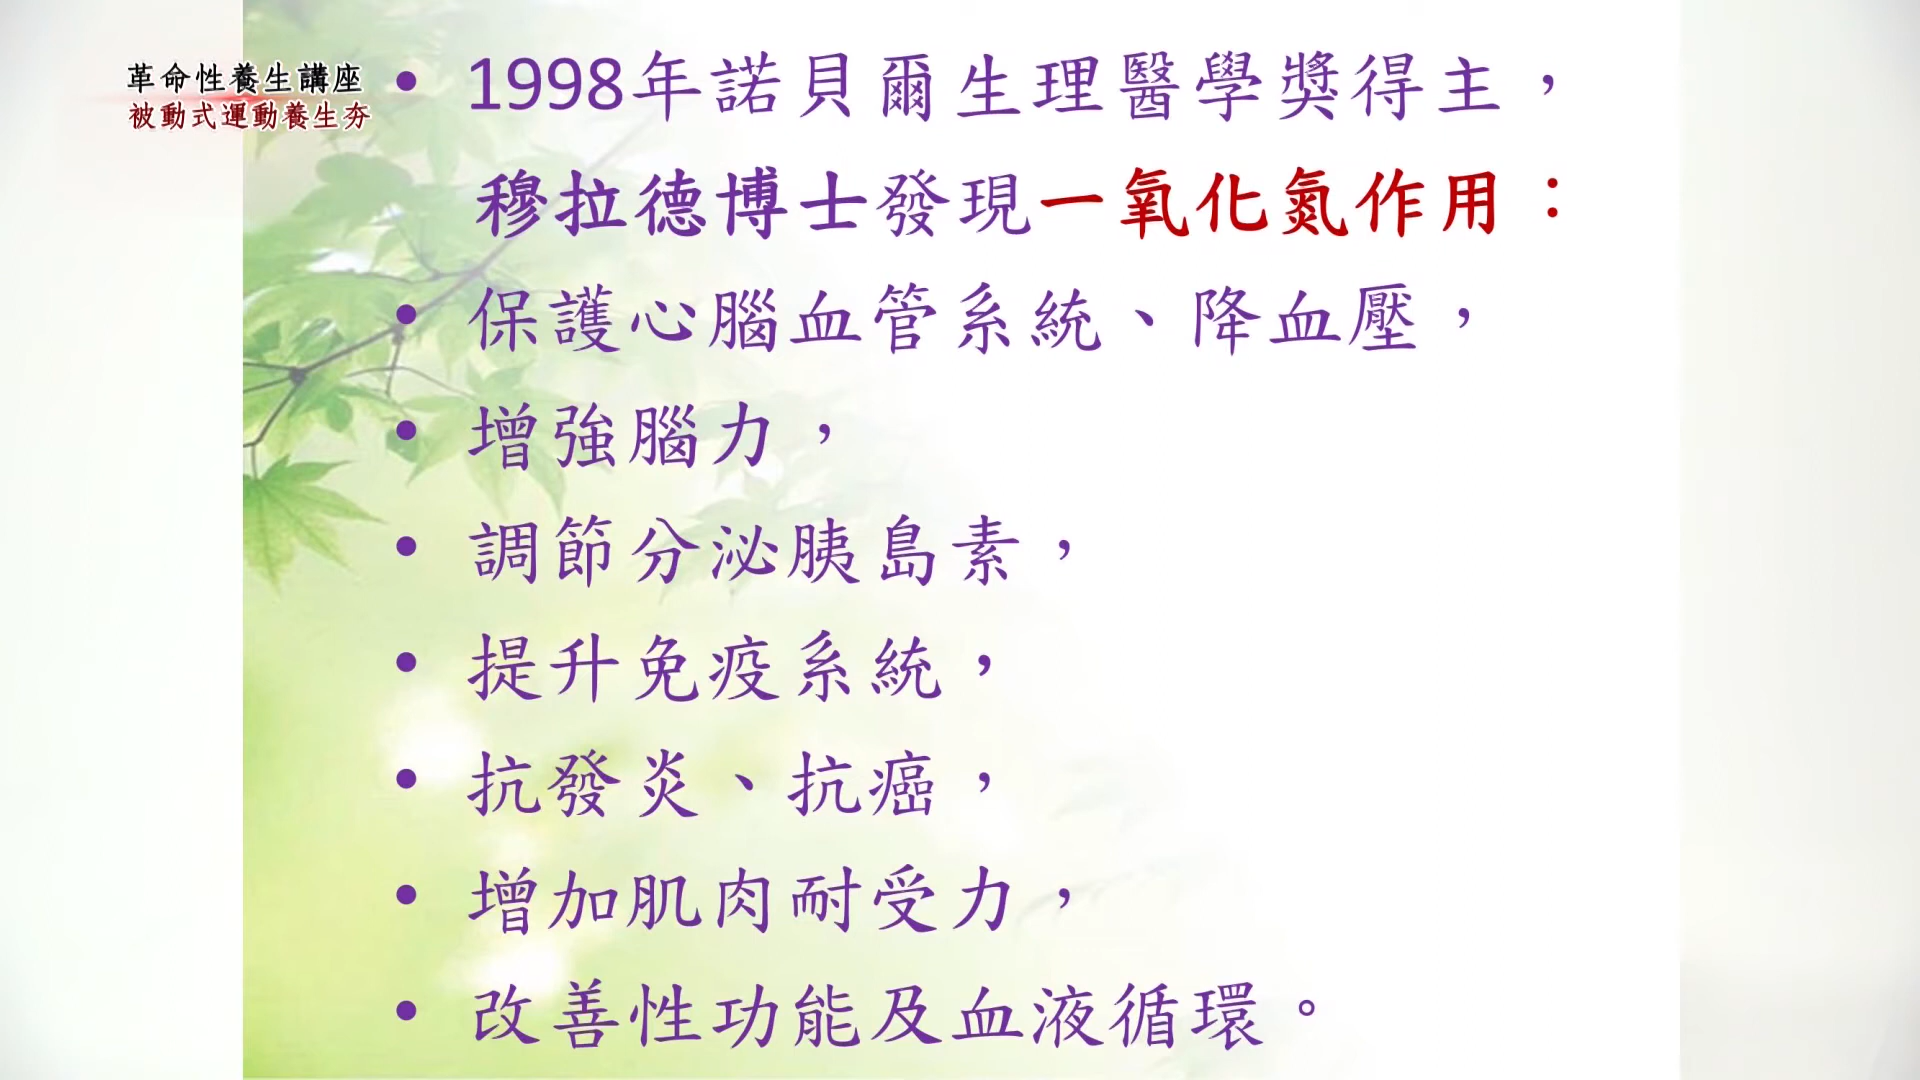 革命性養生講座
被動式運動養生夯
• 1998年諾貝爾生理醫學獎得主，
穆拉德博士發現一氧化氮作用：
• 保護心腦血管系統、降血壓，
• 增強腦力，
• 調節分泌胰島素，
• 提升免疫系統，
• 抗發炎、抗癌，
• 增加肌肉耐受力，
• 改善性功能及血液循環。